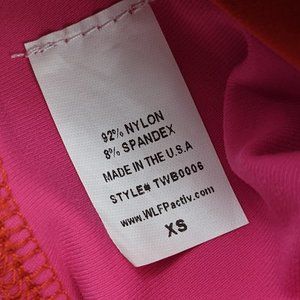 92% NYLON
8% SPANDEX
MADE IN THE U.S.A
STYLE# TWB0006
www.WLFPactiv.com
XS